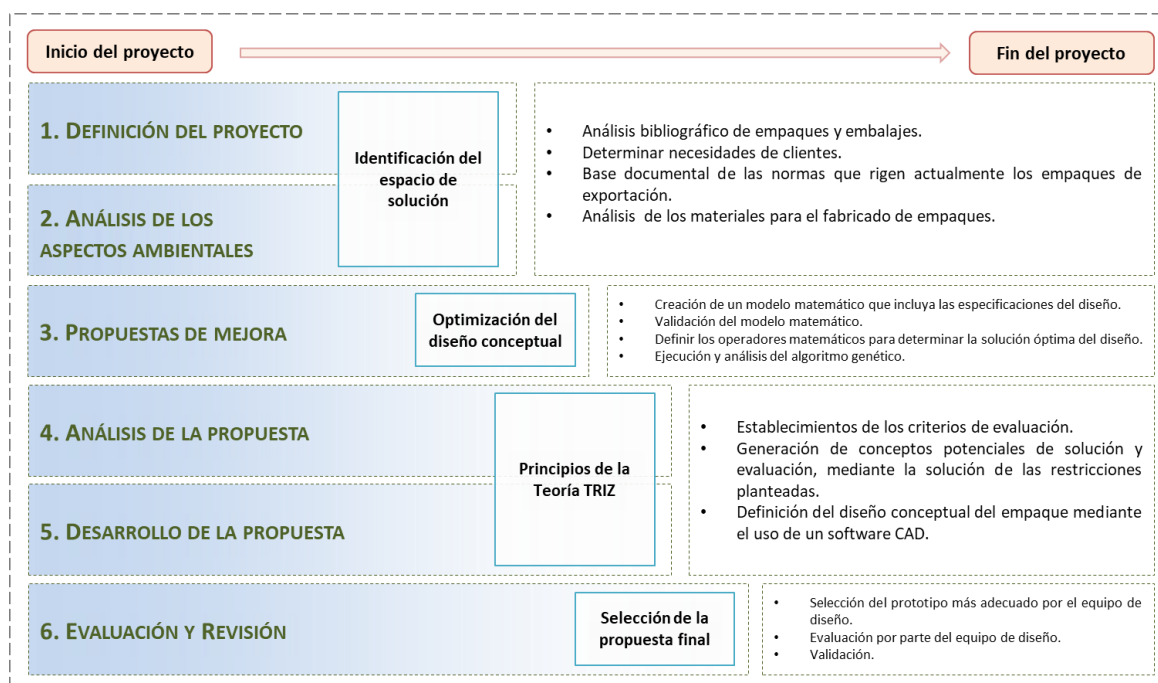 Inicio del proyecto
Fin del proyecto
1. DEFINICIÓN DEL PROYECTO
2. ANÁLISIS DE LOS
ASPECTOS AMBIENTALES
Identificación del
espacio de
solución
• Análisis bibliográfico de empaques y embalajes.
• Determinar necesidades de clientes.
• Base documental de las normas que rigen actualmente los empaques de
exportación.
• Análisis de los materiales para el fabricado de empaques.
3. PROPUESTAS DE MEJORA
Optimización del
diseño conceptual
• Creación de un modelo matemático que incluya las especificaciones del diseño.
• Validación del modelo matemático.
• Definir los operadores matemáticos para determinar la solución óptima del diseño.
• Ejecución y análisis del algoritmo genético.
4. ANÁLISIS DE LA PROPUESTA
5. DESARROLLO DE LA PROPUESTA
Principios de la
Teoría TRIZ
• Establecimientos de los criterios de evaluación.
• Generación de conceptos potenciales de solución y
evaluación, mediante la solución de las restricciones
planteadas.
• Definición del diseño conceptual del empaque mediante
el uso de un software CAD.
6. EVALUACIÓN Y REVISIÓN
Selección de la
propuesta final
• Selección del prototipo más adecuado por el equipo de
diseño.
• Evaluación por parte del equipo de diseño.
• Validación.